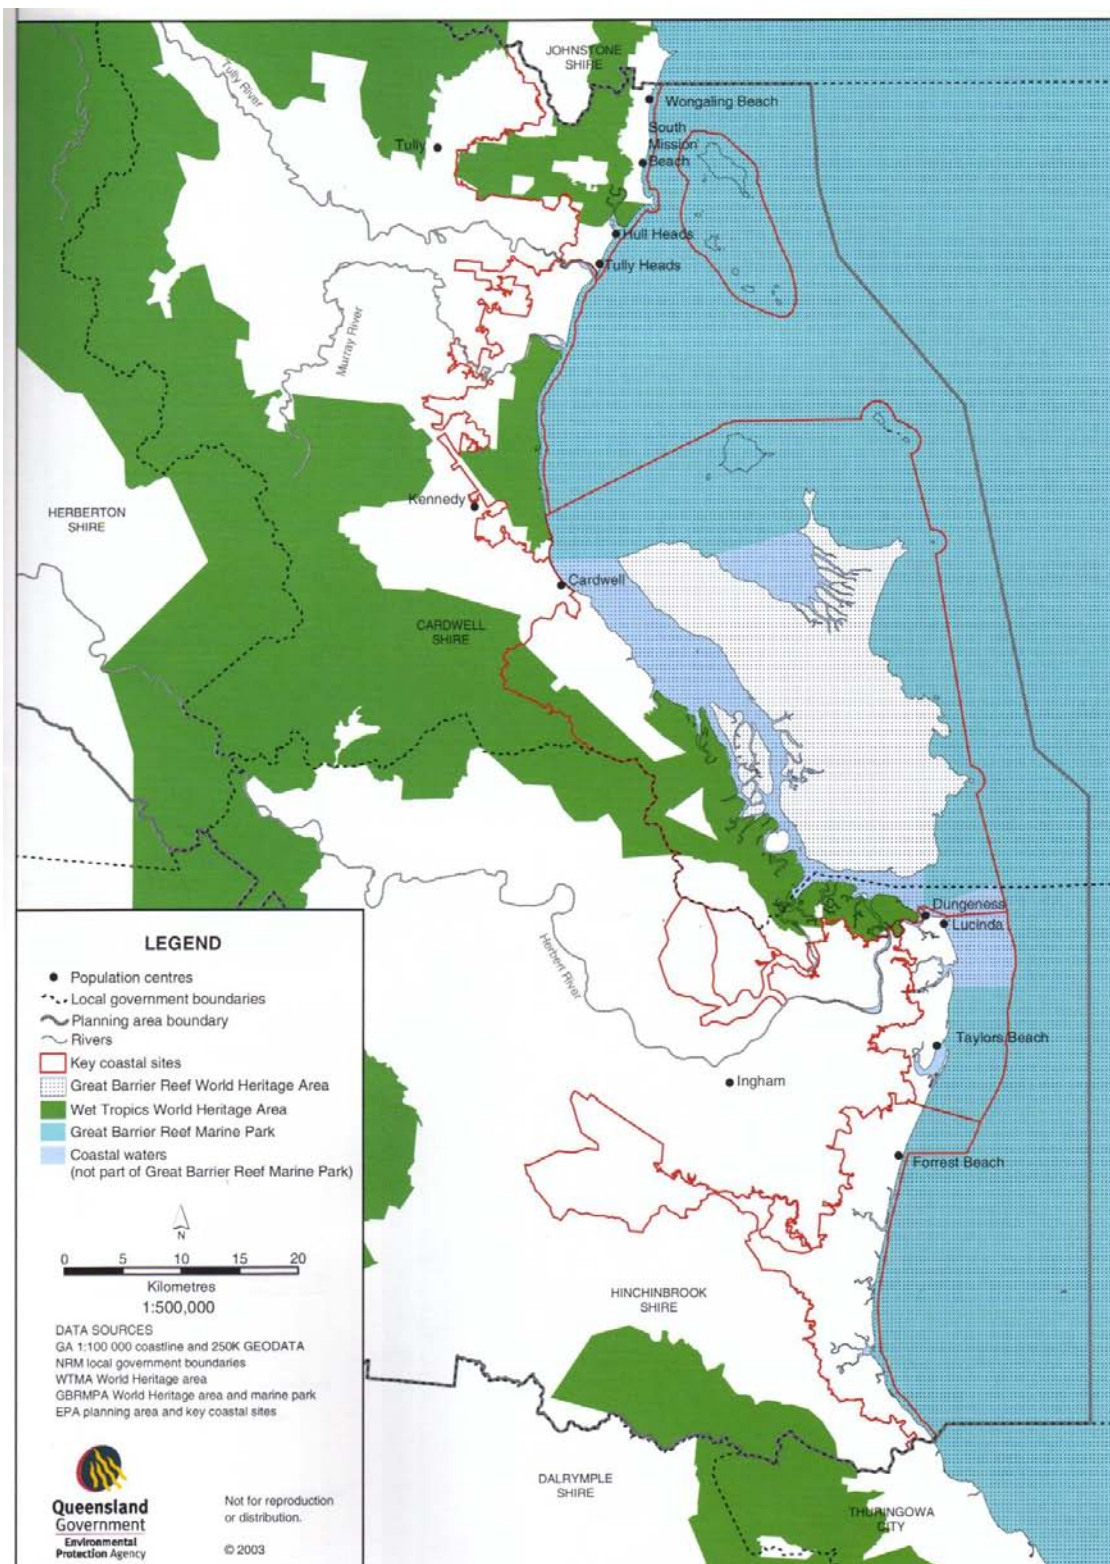 JOHNSTONE
SHIRE
Tully River
Wongaling Beach
South
Mission
Beach
Tully
Hull Heads
Tully Heads
Murray River
Kennedy
HERBERTON
SHIRE
Cardwell
CARDWELL
SHIRE
Dungeness
Lucinda
Herbert River
Taylors Beach
Ingham
Forrest Beach
HINCHINBROOK
SHIRE
DALRYMPLE
SHIRE
THURINGOWA
CITY
LEGEND
Population centres
Local government boundaries
Planning area boundary
Rivers
Key coastal sites
Great Barrier Reef World Heritage Area
Wet Tropics World Heritage Area
Great Barrier Reef Marine Park
Coastal waters
(not part of Great Barrier Reef Marine Park)
N
0 5 10 15 20
Kilometres
1:500,000
DATA SOURCES
GA 1:100 000 coastline and 250K GEODATA
NRM local government boundaries
WTMA World Heritage area
GBRMPA World Heritage area and marine park
EPA planning area and key coastal sites
Queensland
Government
Environmental
Protection Agency
Not for reproduction
or distribution.
© 2003